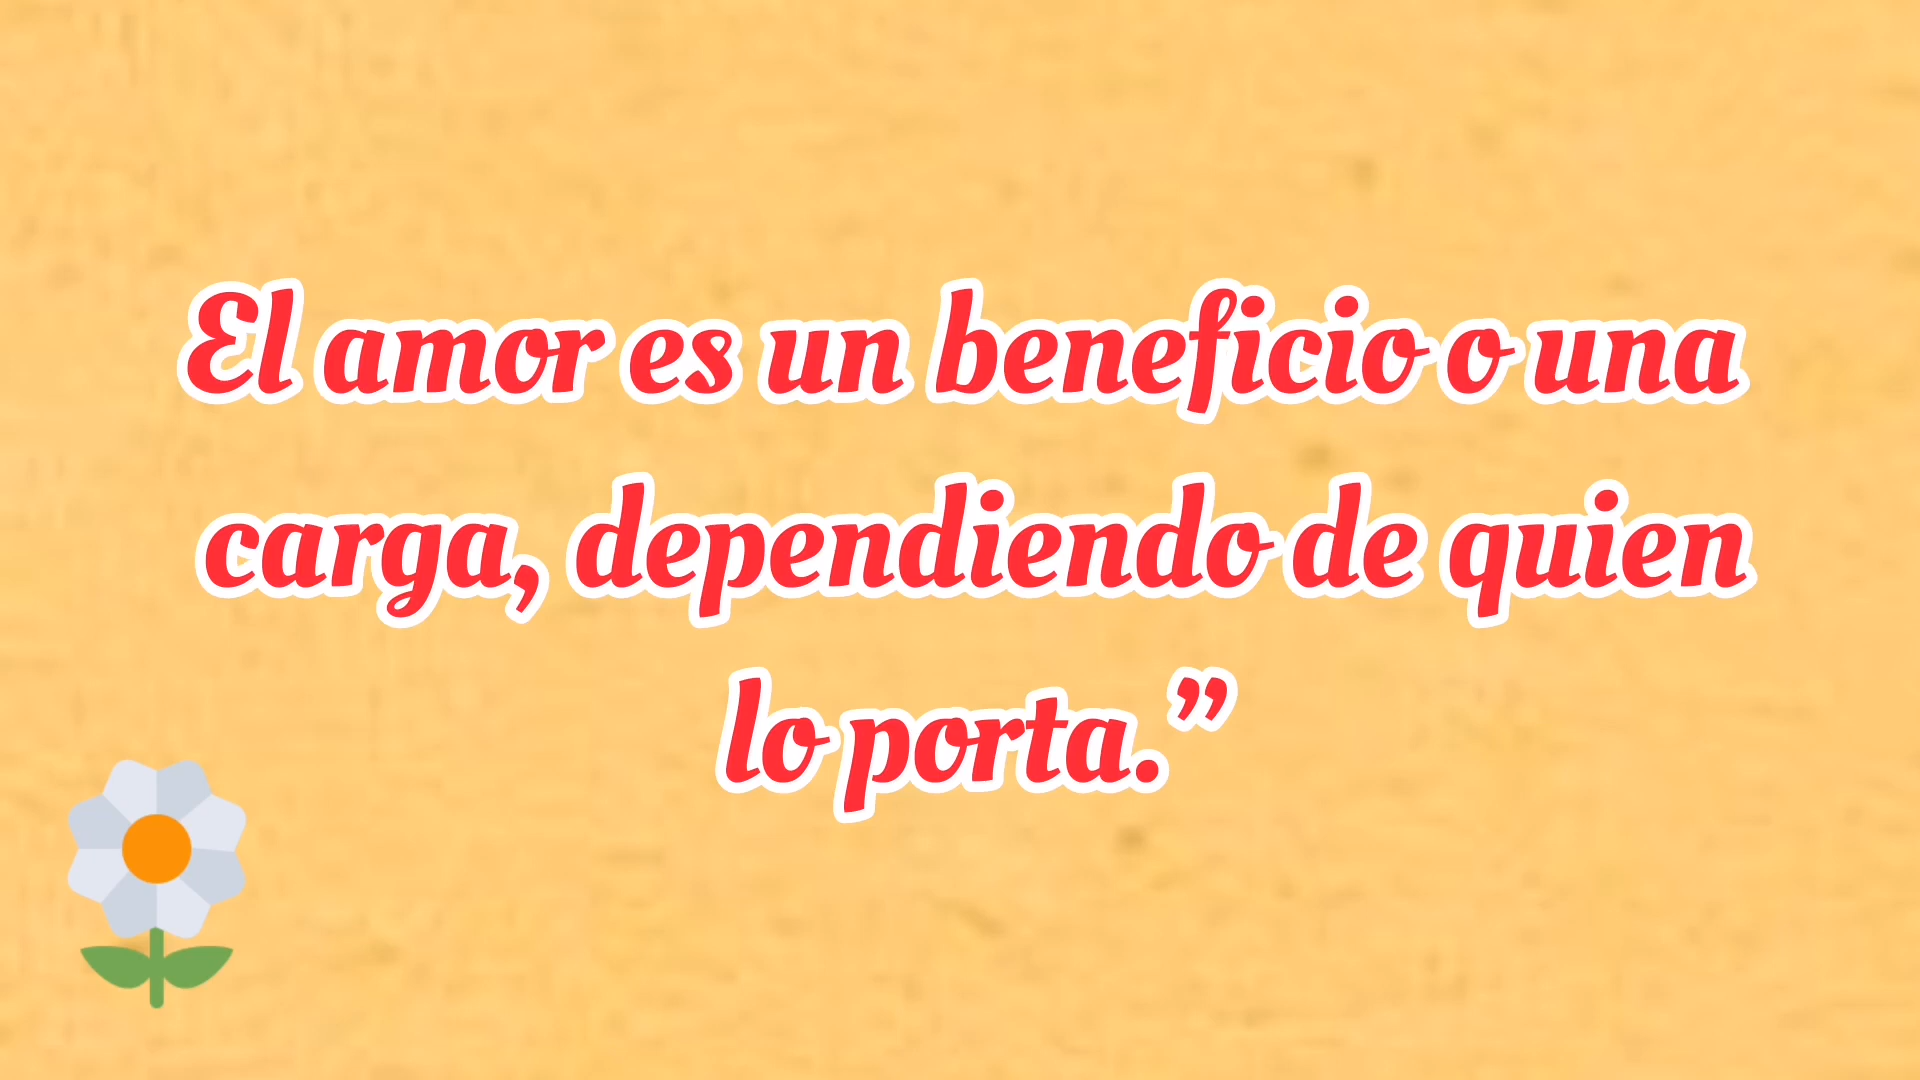 El amor es un beneficio o una
carga, dependiendo de quien
lo porta.”